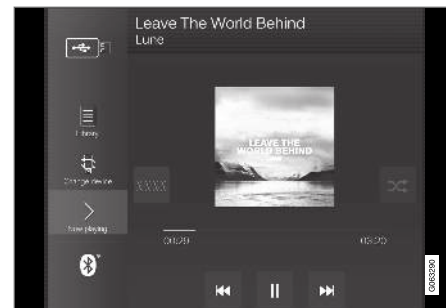 Leave The World Behind
Lune
Library
Change device
Now playing
LEAVE THE
WORLD BEHIND
XXXX
00:29
03:20
G063290